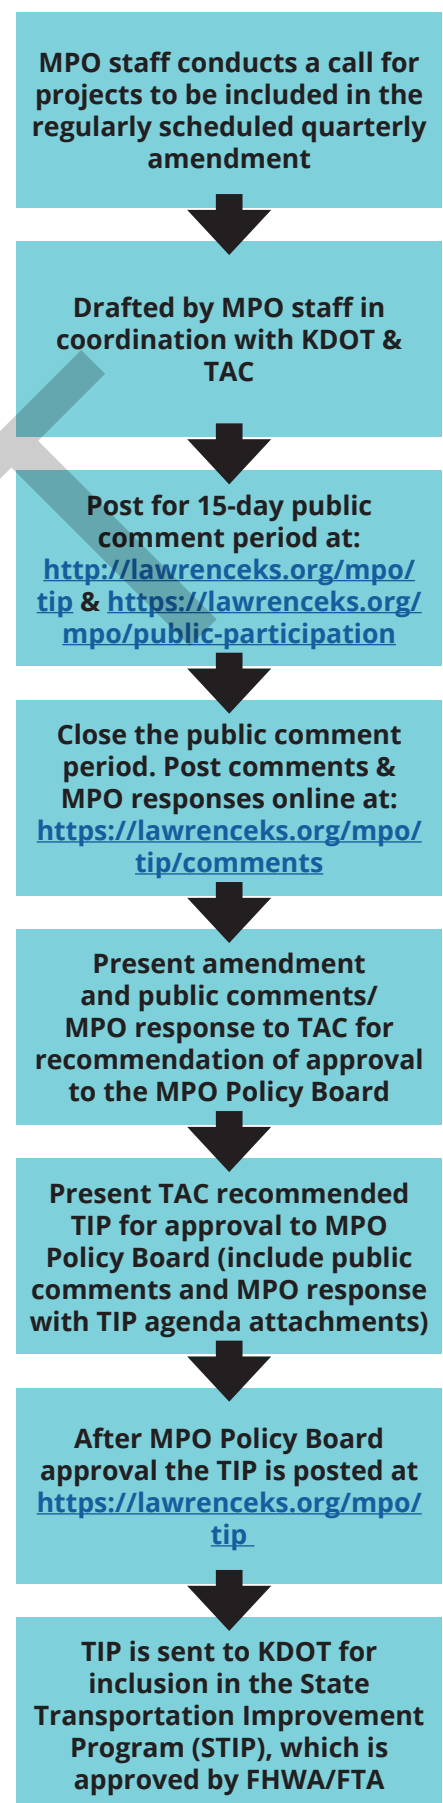 MPO staff conducts a call for
projects to be included in the
regularly scheduled quarterly
amendment
Drafted by MPO staff in
coordination with KDOT &
TAC
Post for 15-day public
comment period at:
http://lawrenceks.org/mpo/
tip & https://lawrenceks.org/
mpo/public-participation
Close the public comment
period. Post comments &
MPO responses online at:
https://lawrenceks.org/mpo/
tip/comments
Present amendment
and public comments/
MPO response to TAC for
recommendation of approval
to the MPO Policy Board
Present TAC recommended
TIP for approval to MPO
Policy Board (include public
comments and MPO response
with TIP agenda attachments)
After MPO Policy Board
approval the TIP is posted at
https://lawrenceks.org/mpo/
tip
TIP is sent to KDOT for
inclusion in the State
Transportation Improvement
Program (STIP), which is
approved by FHWA/FTA